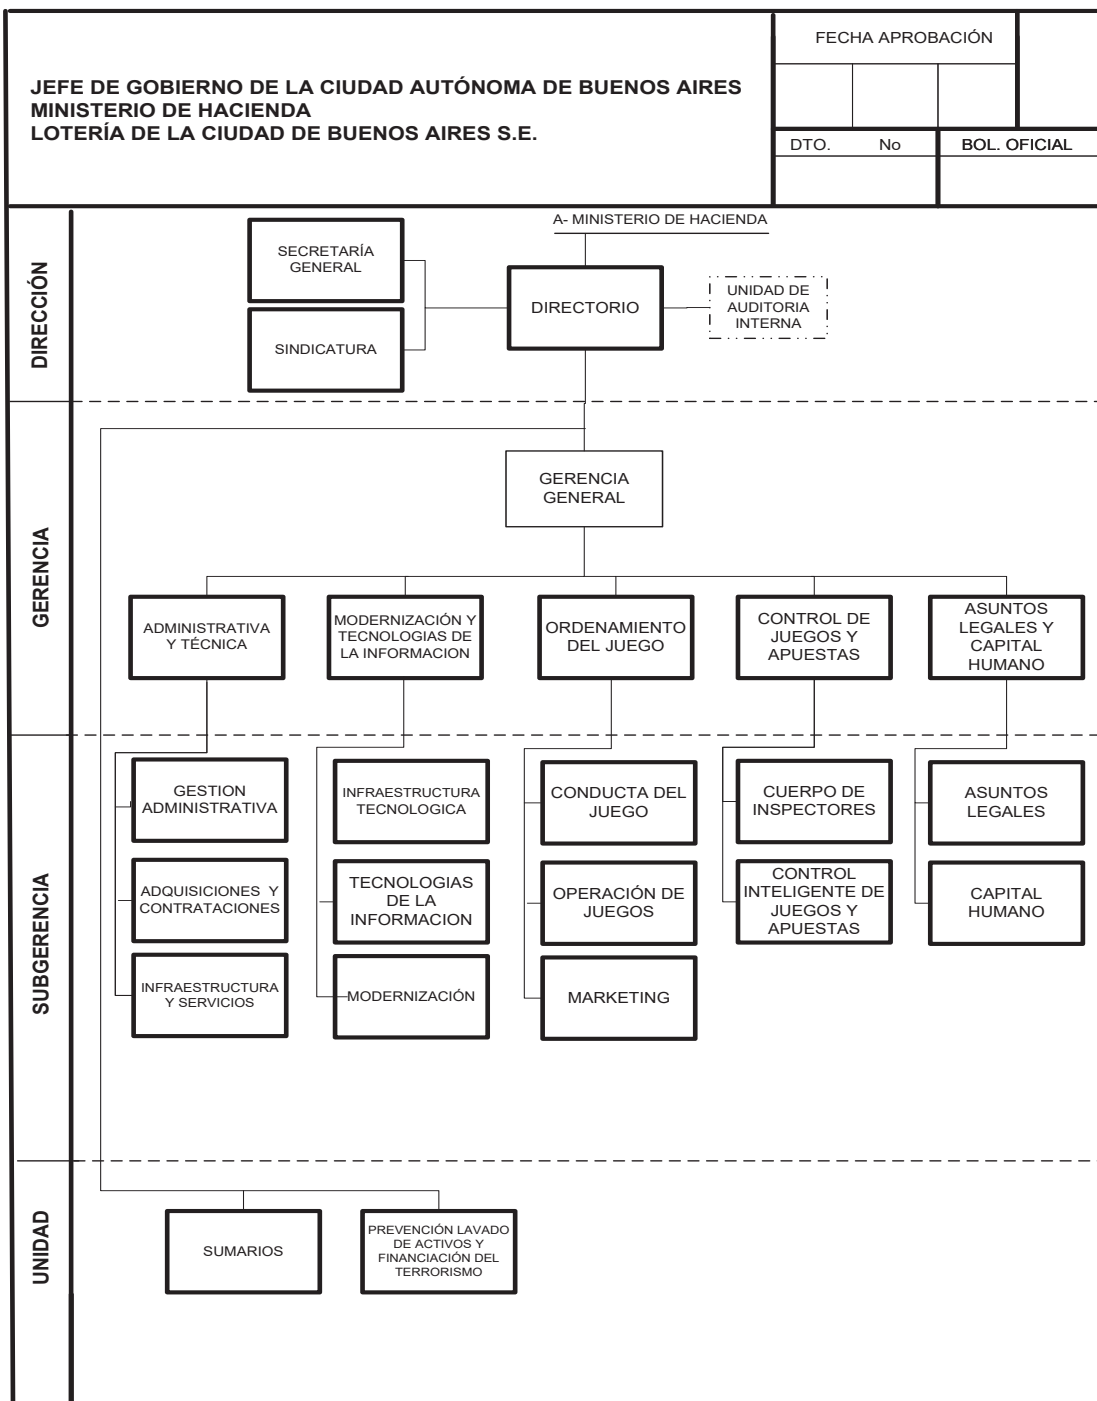 JEFE DE GOBIERNO DE LA CIUDAD AUTÓNOMA DE BUENOS AIRES
MINISTERIO DE HACIENDA
LOTERÍA DE LA CIUDAD DE BUENOS AIRES S.E.
FECHA APROBACIÓN
DTO. No
BOL. OFICIAL
DIRECCIÓN
A- MINISTERIO DE HACIENDA
SECRETARÍA
GENERAL
SINDICATURA
DIRECTORIO
UNIDAD DE
AUDITORIA
INTERNA
GERENCIA
GERENCIA
GENERAL
ADMINISTRATIVA
Y TÉCNICA
MODERNIZACIÓN Y
TECNOLOGIAS DE
LA INFORMACION
ORDENAMIENTO
DEL JUEGO
CONTROL DE
JUEGOS Y
APUESTAS
ASUNTOS
LEGALES Y
CAPITAL
HUMANO
SUBGERENCIA
GESTION
ADMINISTRATIVA
INFRAESTRUCTURA
TECNOLOGICA
CONDUCTA DEL
JUEGO
CUERPO DE
INSPECTORES
ASUNTOS
LEGALES
ADQUISICIONES Y
CONTRATACIONES
TECNOLOGIAS
DE LA
INFORMACION
OPERACIÓN DE
JUEGOS
CONTROL
INTELIGENTE DE
JUEGOS Y
APUESTAS
CAPITAL
HUMANO
INFRAESTRUCTURA
Y SERVICIOS
MODERNIZACIÓN
MARKETING
UNIDAD
SUMARIOS
PREVENCIÓN LAVADO
DE ACTIVOS Y
FINANCIACIÓN DEL
TERRORISMO